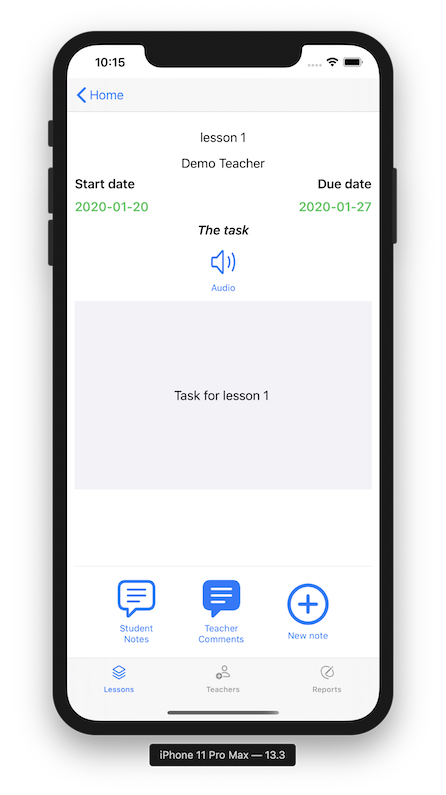 10:15
Home
lesson 1
Demo Teacher
Start date Due date
2020-01-20 2020-01-27
The task
Audio
Task for lesson 1
Student
Notes
Teacher
Comments
New note
Lessons Teachers Reports
iPhone 11 Pro Max — 13.3